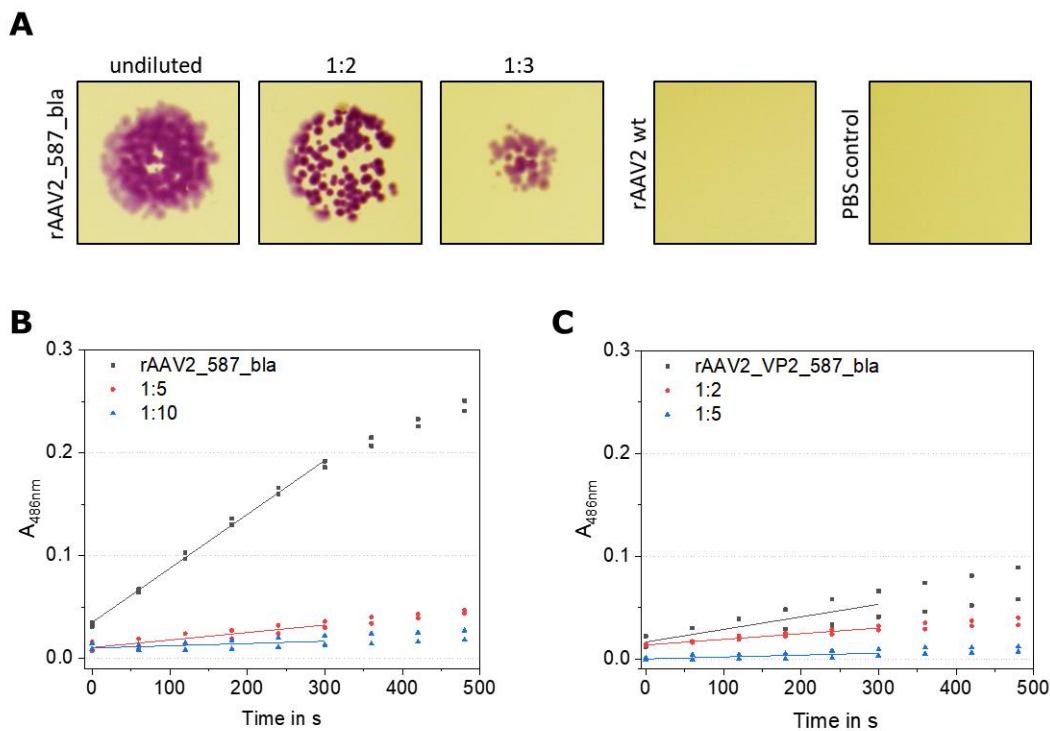 A
undiluted
1:2
1:3
rAAV2_587_bla
rAAV2 wt
PBS control
B
0.3
0.2
0.1
0.0
A486nm
rAAV2_587_bla
1:5
1:10
0 100 200 300 400 500
Time in s
C
0.3
0.2
0.1
0.0
A486nm
rAAV2_VP2_587_bla
1:2
1:5
0 100 200 300 400 500
Time in s